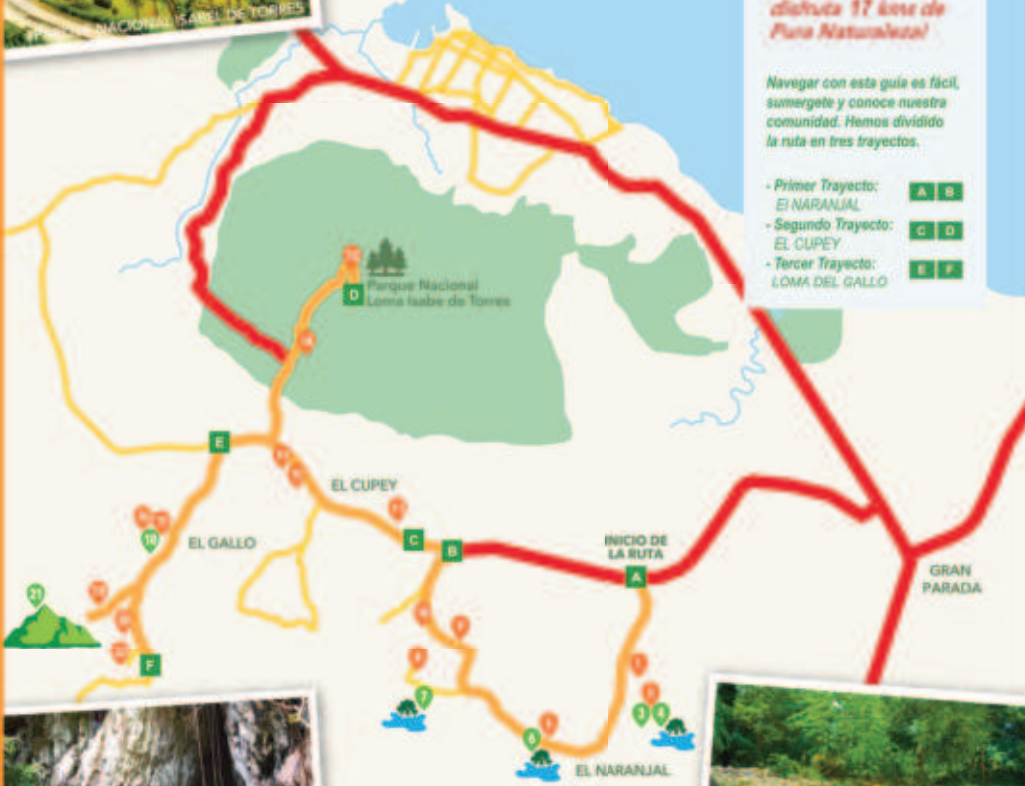 PARQUE NACIONAL ISABEL DE TORRES
disfruta 17 kms de
Pura Naturaleza!
Navegar con esta guía es fácil,
sumergete y conoce nuestra
comunidad. Hemos dividido
la ruta en tres trayectos.
- Primer Trayecto: A B
El NARANJAL
- Segundo Trayecto: C D
EL CUPEY
- Tercer Trayecto: E F
LOMA DEL GALLO
D
Parque Nacional
Loma Isabe de Torres
E
EL CUPEY
EL GALLO
18
C
B
INICIO DE
LA RUTA
A
GRAN
PARADA
21
F
7
3 4
6
EL NARANJAL